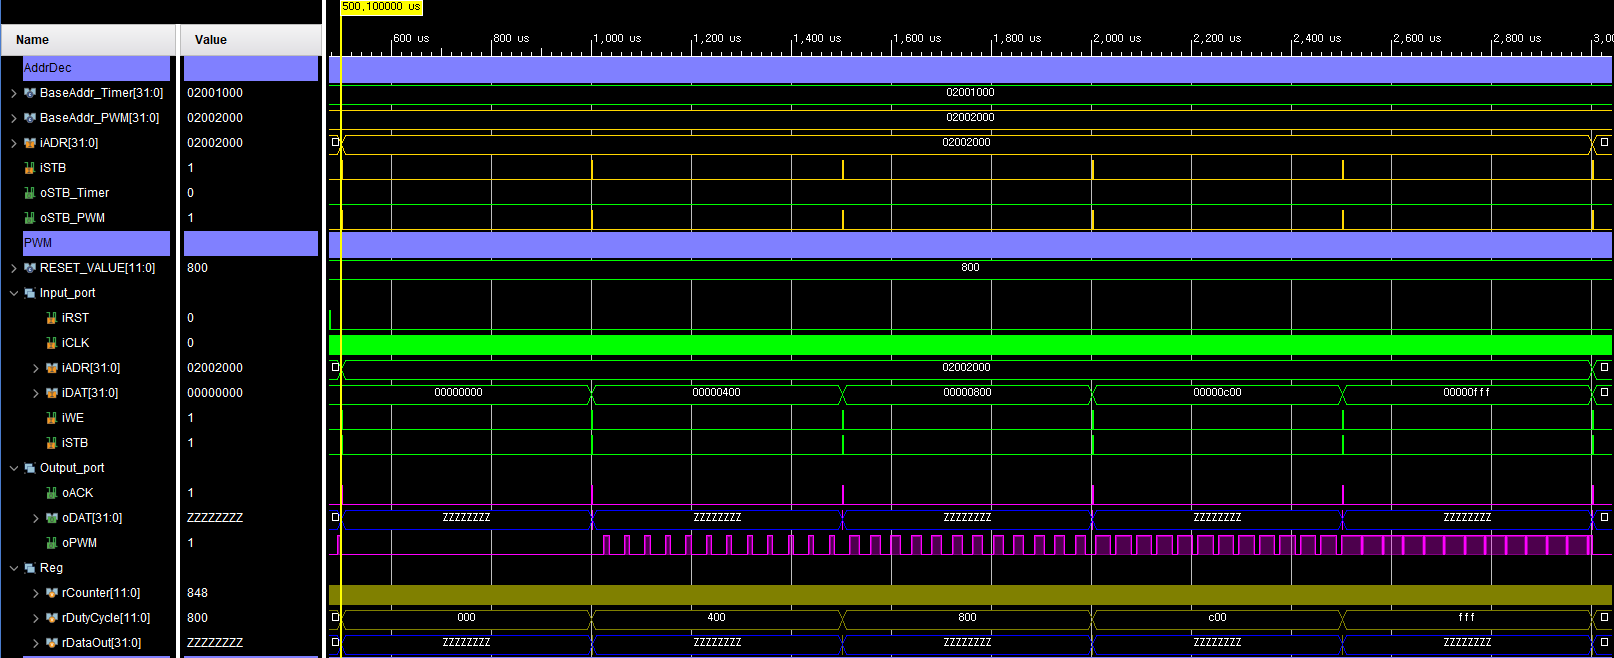 500,100000 us
Name Value 600 us 800 us 1,000 us 1,200 us 1,400 us 1,600 us 1,800 us 2,000 us 2,200 us 2,400 us 2,600 us 2,800 us 3,0
AddrDec
BaseAddr_Timer[31:0] 02001000 02001000
BaseAddr_PWM[31:0] 02002000 02002000
iADR[31:0] 02002000 02002000
iSTB 1
oSTB_Timer 0
oSTB_PWM 1
PWM
RESET_VALUE[11:0] 800 800
Input_port
iRST 0
iCLK 0
iADR[31:0] 02002000 02002000
iDAT[31:0] 00000000 00000000 00000400 00000800 00000c00 00000fff
iWE 1
iSTB 1
Output_port
oACK 1
oDAT[31:0] ZZZZZZZZ ZZZZZZZZ ZZZZZZZZ ZZZZZZZZ ZZZZZZZZ ZZZZZZZZ
oPWM 1
Reg
rCounter[11:0] 848
rDutyCycle[11:0] 800 000 400 800 c00 fff
rDataOut[31:0] ZZZZZZZZ ZZZZZZZZ ZZZZZZZZ ZZZZZZZZ ZZZZZZZZ ZZZZZZZZ